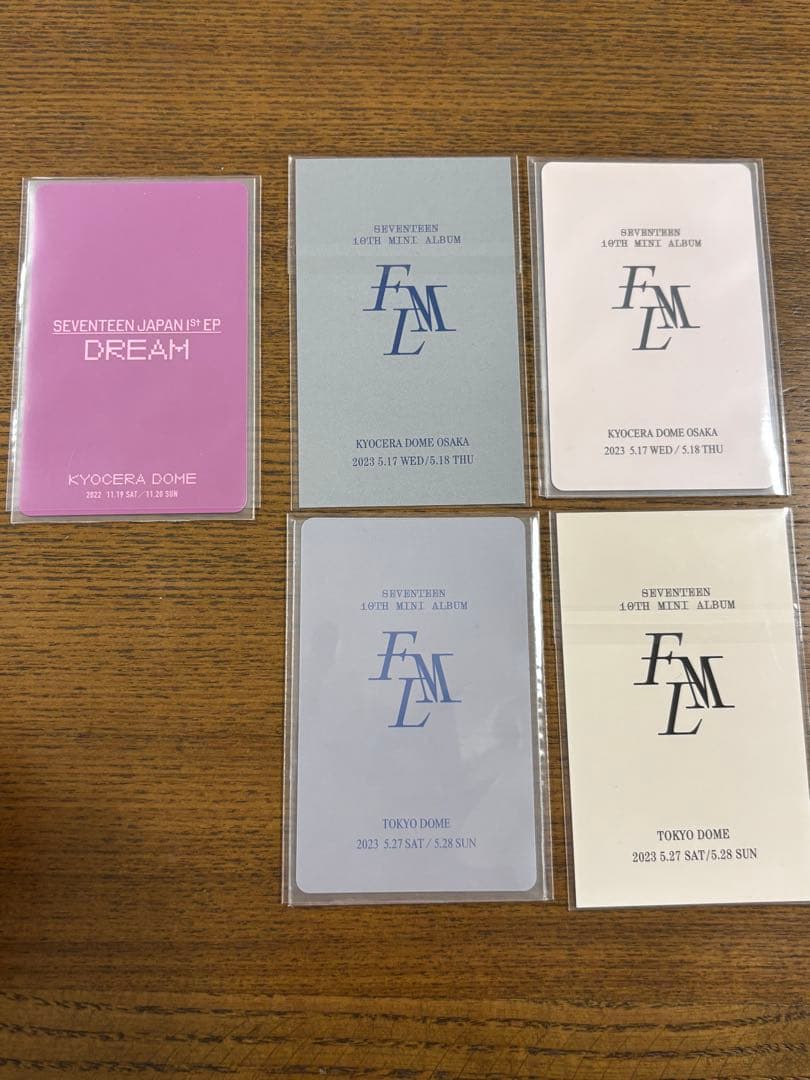 SEVENTEEN JAPAN 1St EP
DREAM
KYOCERA DOME
2022 11.19 SAT/11.20 SUN
SEVENTEEN
10TH MINI ALBUM
FML
KYOCERA DOME OSAKA
2023 5.17 WED/5.18 THU
SEVENTEEN
10TH MINI ALBUM
FML
KYOCERA DOME OSAKA
2023 5.17 WED/5.18 THU
SEVENTEEN
10TH MINI ALBUM
FML
TOKYO DOME
2023 5.27 SAT/5.28 SUN
SEVENTEEN
10TH MINI ALBUM
FML
TOKYO DOME
2023 5.27 SAT/5.28 SUN